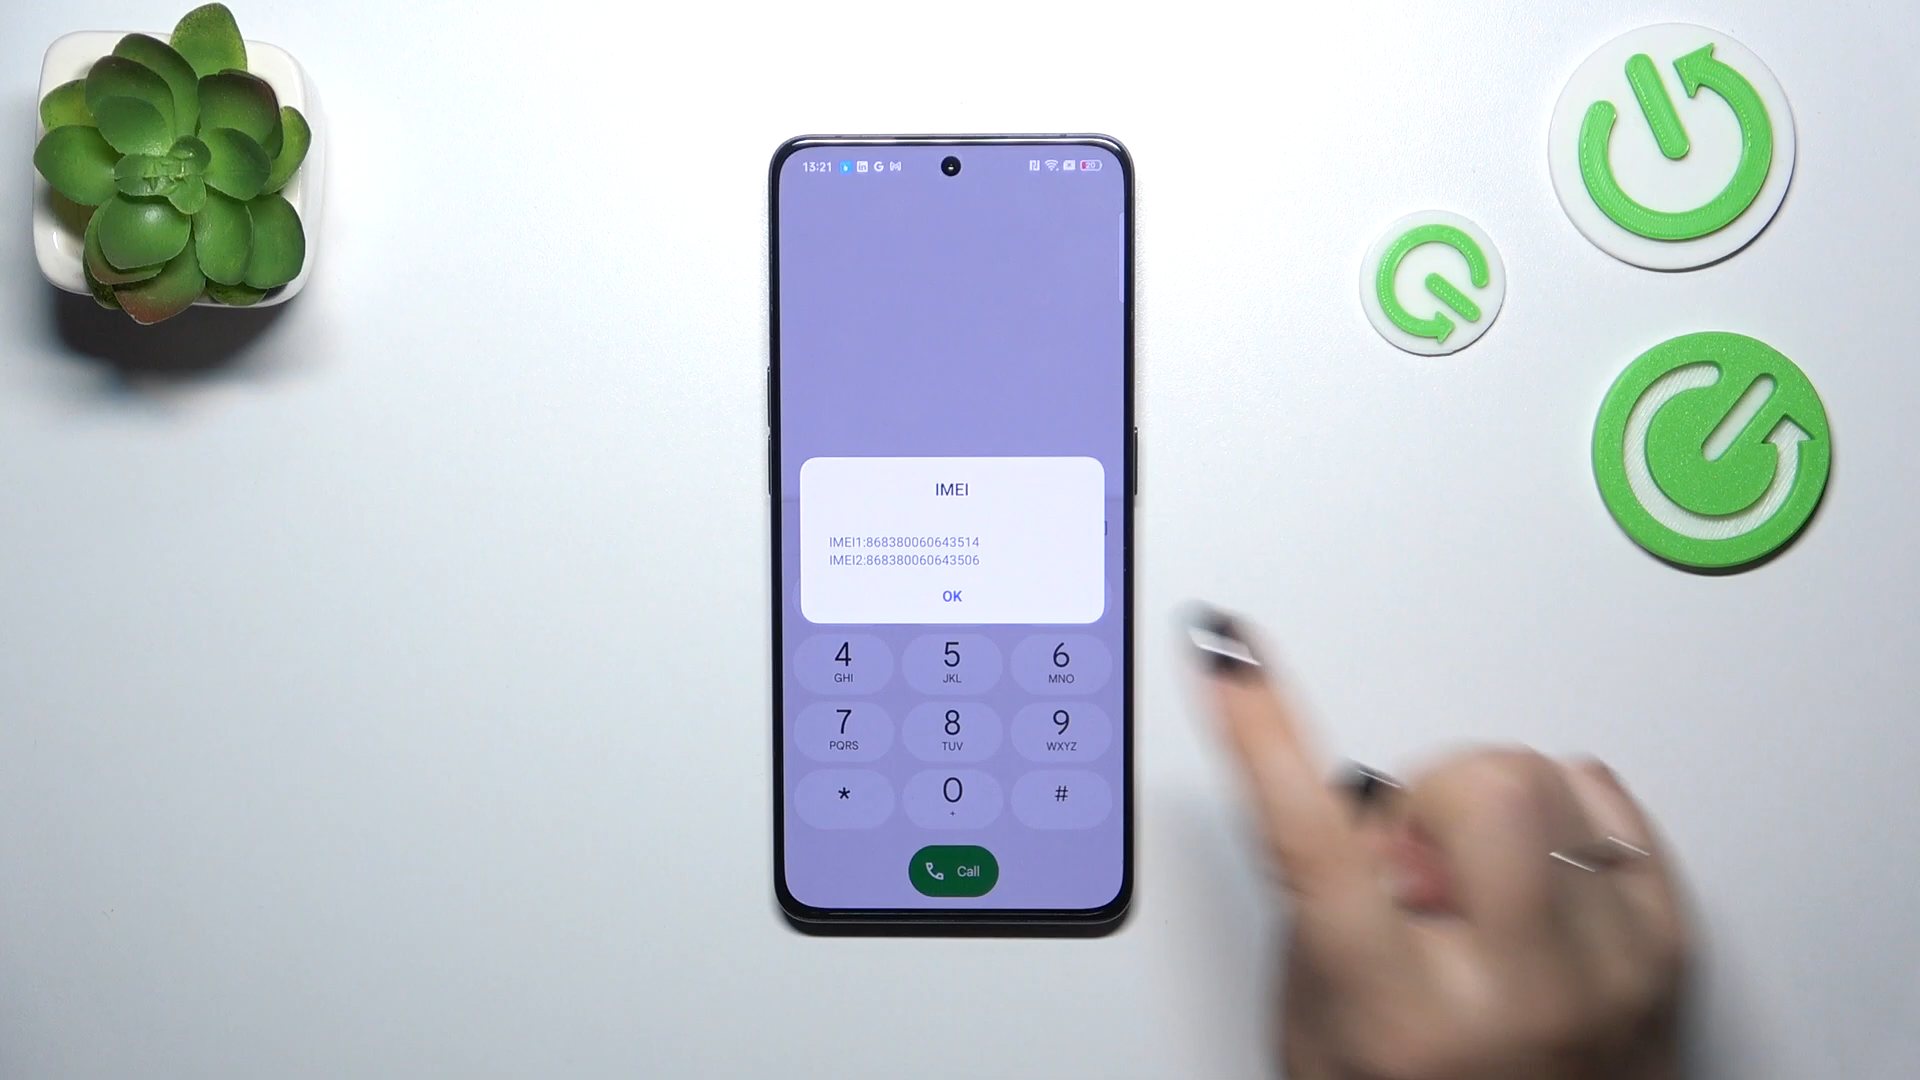 13:21
20
IMEI
IMEI1:868380060643514
IMEI2:868380060643506
OK
4 5 6
GHI JKL MNO
7 8 9
PQRS TUV WXYZ
* 0 #
+
Call